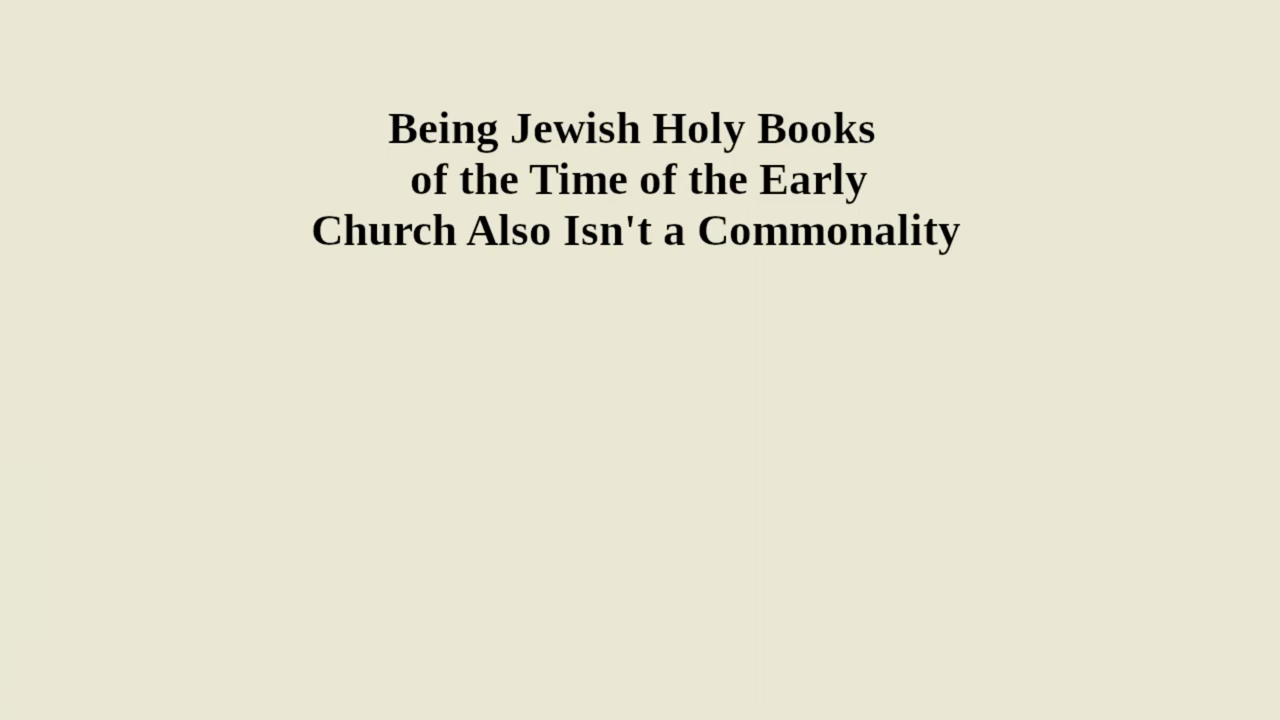 Being Jewish Holy Books
of the Time of the Early
Church Also Isn't a Commonality